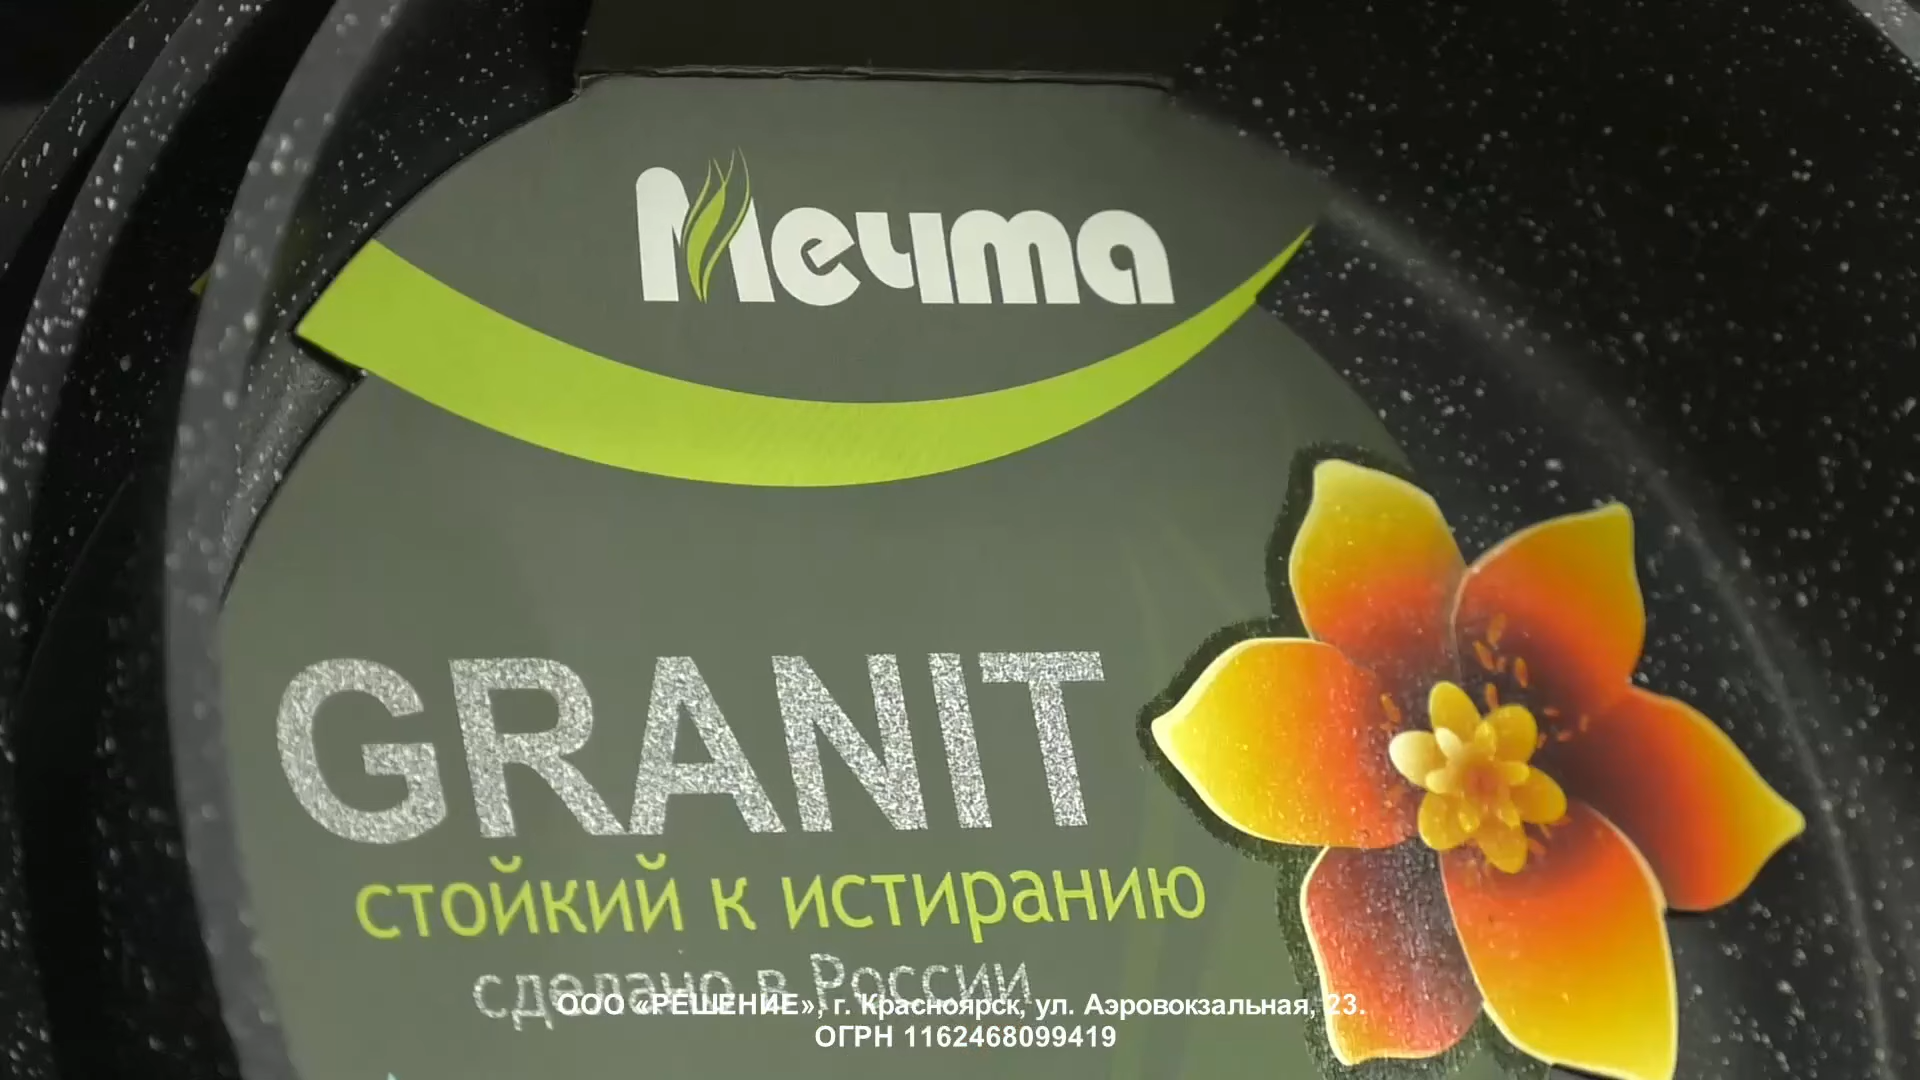 Мечта
GRANIT
стойкий к истиранию
сделано в России
ООО «РЕШЕНИЕ», г. Красноярск, ул. Аэровокзальная, 23.
ОГРН 1162468099419